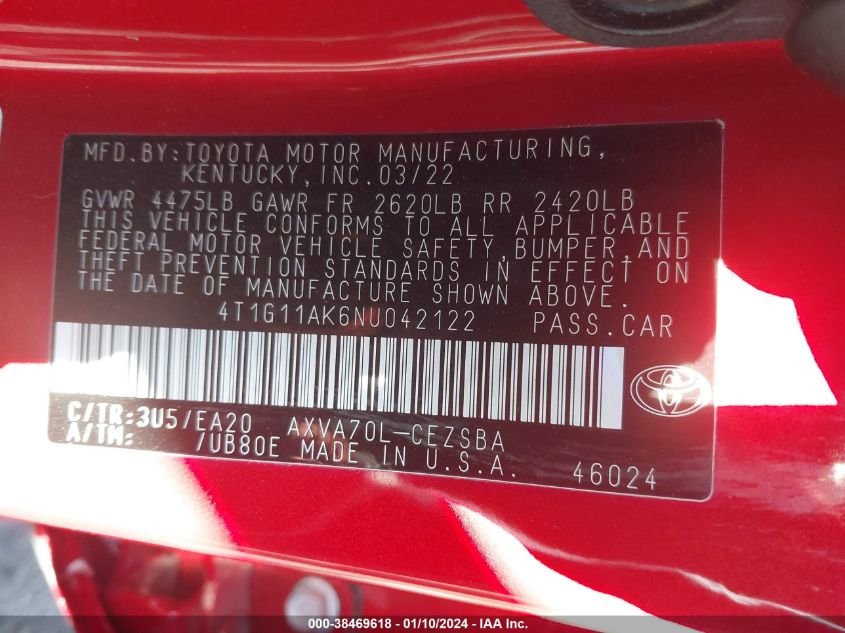 MFD.BY:TOYOTA MOTOR MANUFACTURING,
KENTUCKY,INC.03/22
GVWR 4475LB GAWR FR 2620LB RR 2420LB
THIS VEHICLE CONFORMS TO ALL APPLICABLE
FEDERAL MOTOR VEHICLE SAFETY,BUMPER,AND
THEFT PREVENTION STANDARDS IN EFFECT ON
THE DATE OF MANUFACTURE SHOWN ABOVE.
4T1G11AK6NU042122 PASS.CAR
C/TR:3U5/EA20 AXVA70L-CEZSBA
A/TM: /UB80E MADE IN U.S.A. 46024
000-38469618 - 01/10/2024 - IAAI, Inc.